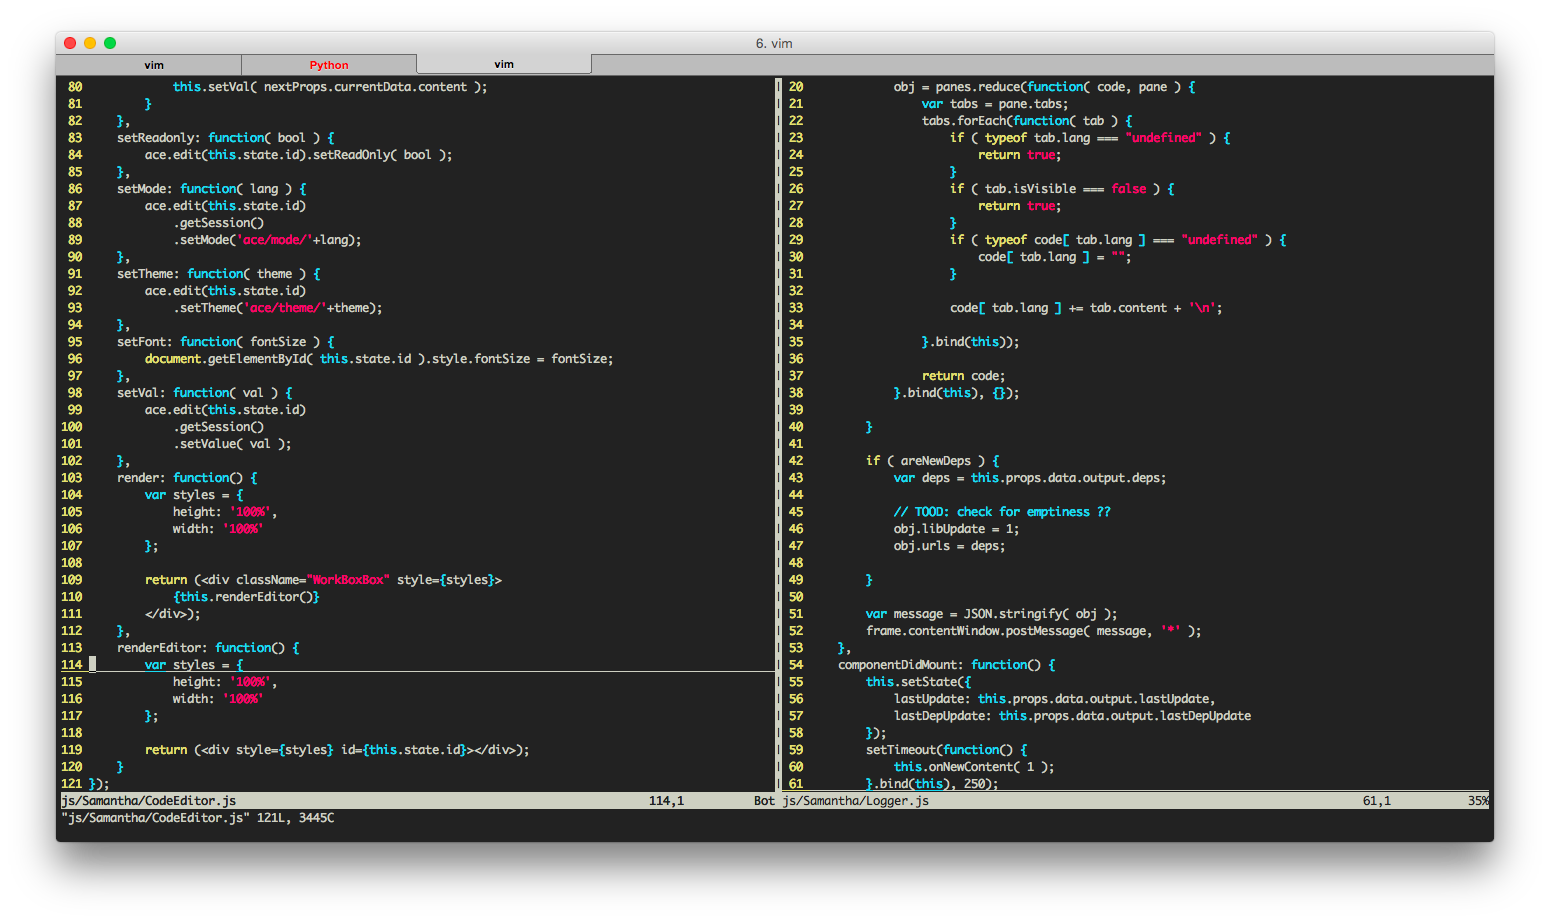 6. vim
vim Python vim
80             this.setVal( nextProps.currentData.content );
81         }
82     },
83     setReadonly: function( bool ) {
84         ace.edit(this.state.id).setReadOnly( bool );
85     },
86     setMode: function( lang ) {
87         ace.edit(this.state.id)
88             .getSession()
89             .setMode('ace/mode/'+lang);
90     },
91     setTheme: function( theme ) {
92         ace.edit(this.state.id)
93             .setTheme('ace/theme/'+theme);
94     },
95     setFont: function( fontSize ) {
96         document.getElementById( this.state.id ).style.fontSize = fontSize;
97     },
98     setVal: function( val ) {
99         ace.edit(this.state.id)
100             .getSession()
101             .setValue( val );
102     },
103     render: function() {
104         var styles = {
105             height: '100%',
106             width: '100%'
107         };
108
109         return (<div className="WorkBoxBox" style={styles}>
110             {this.renderEditor()}
111         </div>);
112     },
113     renderEditor: function() {
114         var styles = {
115             height: '100%',
116             width: '100%'
117         };
118
119         return (<div style={styles} id={this.state.id}></div>);
120     }
121 });
js/Samantha/CodeEditor.js 114,1 Bot
"js/Samantha/CodeEditor.js" 121L, 3445C
20             obj = panes.reduce(function( code, pane ) {
21                 var tabs = pane.tabs;
22                 tabs.forEach(function( tab ) {
23                     if ( typeof tab.lang === "undefined" ) {
24                         return true;
25                     }
26                     if ( tab.isVisible === false ) {
27                         return true;
28                     }
29                     if ( typeof code[ tab.lang ] === "undefined" ) {
30                         code[ tab.lang ] = "";
31                     }
32
33                     code[ tab.lang ] += tab.content + '\n';
34
35                 }.bind(this));
36
37                 return code;
38             }.bind(this), {});
39
40         }
41
42         if ( areNewDeps ) {
43             var deps = this.props.data.output.deps;
44
45             // TOOD: check for emptiness ??
46             obj.libUpdate = 1;
47             obj.urls = deps;
48
49         }
50
51         var message = JSON.stringify( obj );
52         frame.contentWindow.postMessage( message, '*' );
53     },
54     componentDidMount: function() {
55         this.setState({
56             lastUpdate: this.props.data.output.lastUpdate,
57             lastDepUpdate: this.props.data.output.lastDepUpdate
58         });
59         setTimeout(function() {
60             this.onNewContent( 1 );
61         }.bind(this), 250);
js/Samantha/Logger.js 61,1 35%